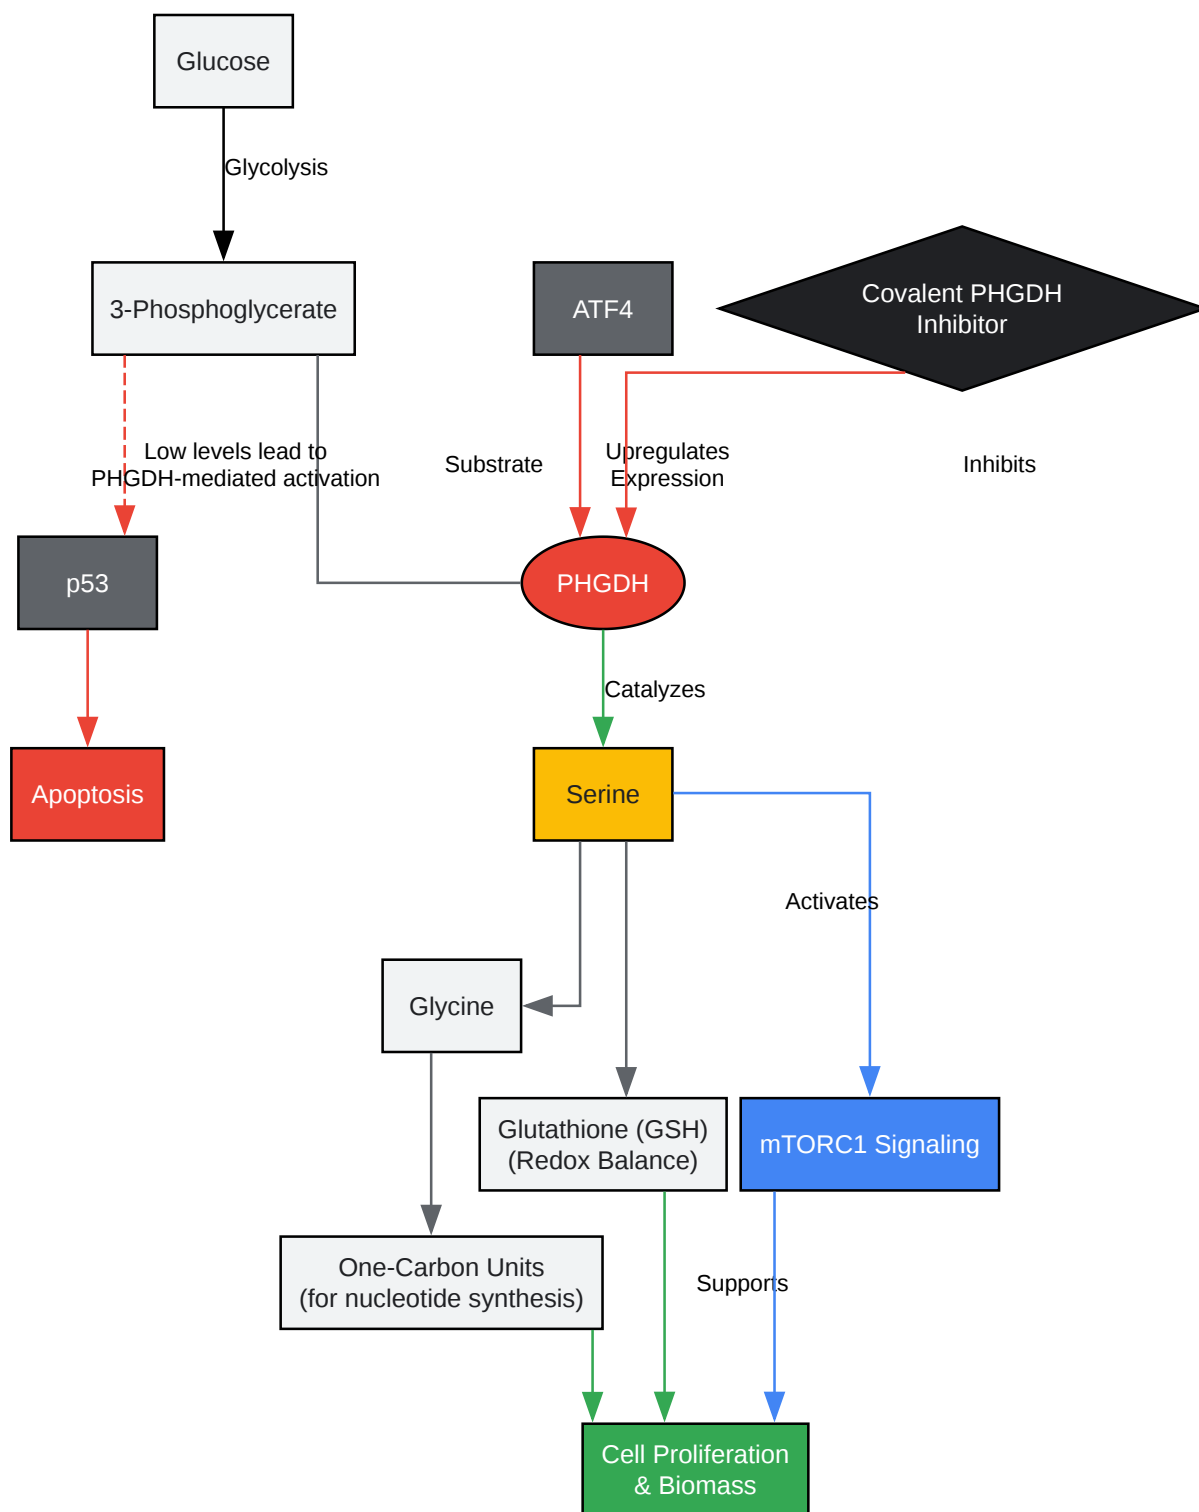 Glucose
Glycolysis
3-Phosphoglycerate
ATF4
Covalent PHGDH
Inhibitor
Low levels lead to
PHGDH-mediated activation
Substrate
Upregulates
Expression
Inhibits
p53
PHGDH
Catalyzes
Apoptosis
Serine
Activates
Glycine
Glutathione (GSH)
(Redox Balance)
mTORC1 Signaling
One-Carbon Units
(for nucleotide synthesis)
Supports
Cell Proliferation
& Biomass